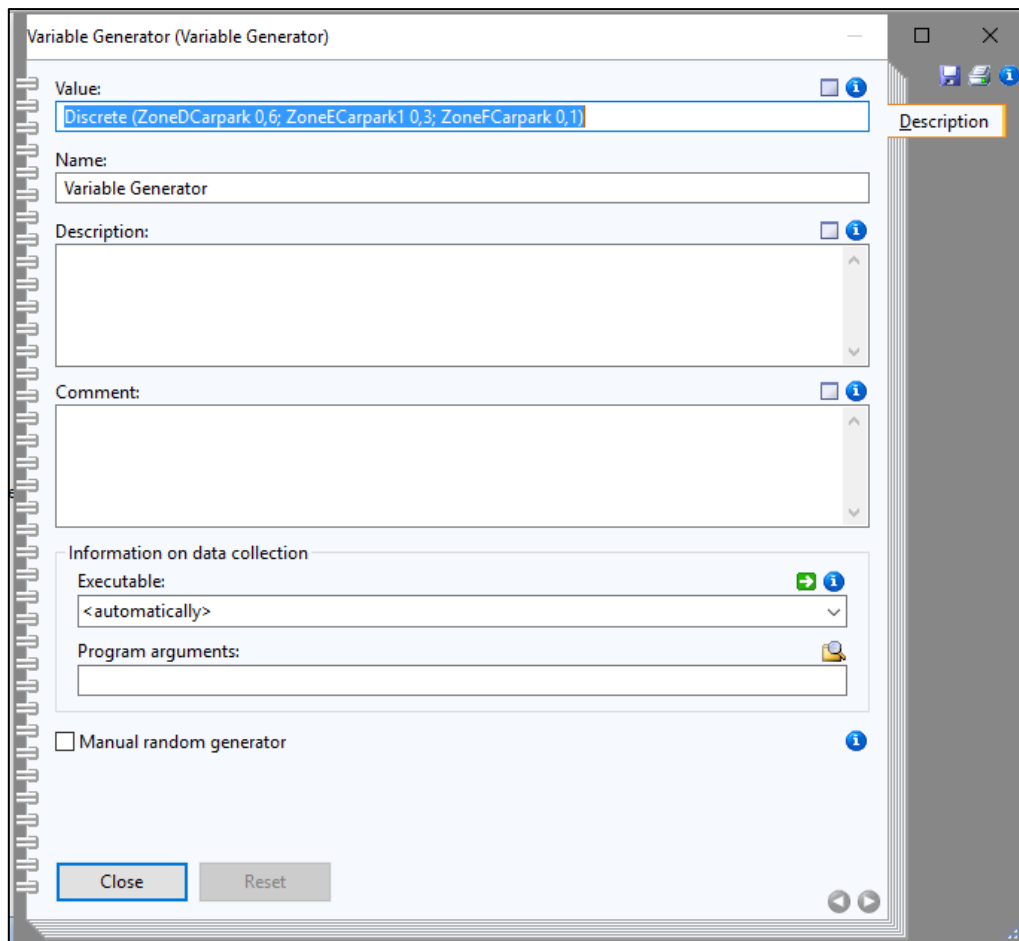 Variable Generator (Variable Generator)
Value:
Discrete (ZoneDCarpark 0,6; ZoneECarpark1 0,3; ZoneFCarpark 0,1)
Description
Name:
Variable Generator
Description:
Comment:
Information on data collection
Executable:
<automatically>
Program arguments:
Manual random generator
Close
Reset